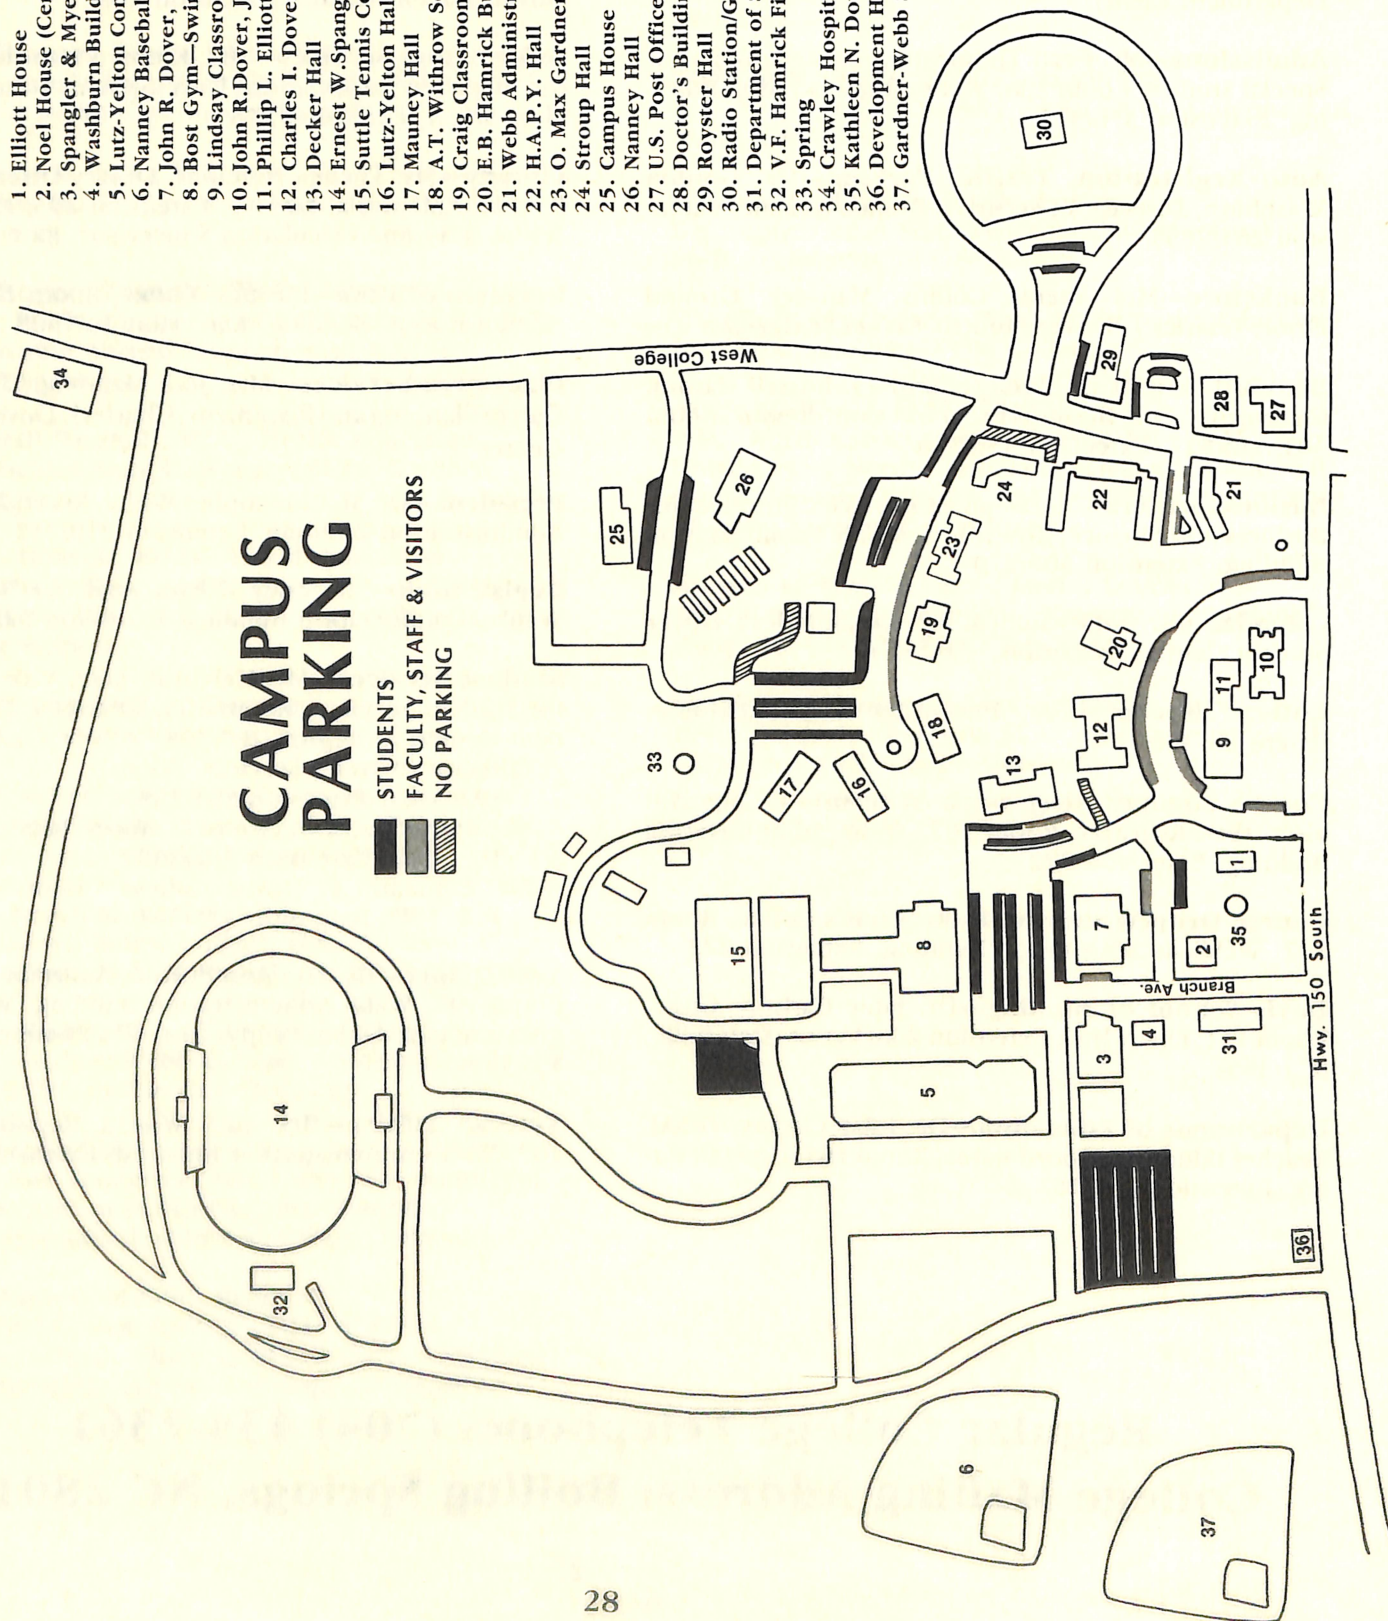 CAMPUS
PARKING
STUDENTS
FACULTY, STAFF & VISITORS
NO PARKING
1. Elliott House
2. Noel House (Cen
3. Spangler & Mye
4. Washburn Build
5. Lutz-Yelton Con
6. Nanney Basebal
7. John R. Dover,
8. Bost Gym-Swi
9. Lindsay Classro
10. John R.Dover, J
11. Phillip L. Elliott
12. Charles I. Dove
13. Decker Hall
14. Ernest W.Spang
15. Suttle Tennis Co
16. Lutz-Yelton Hal
17. Mauney Hall
18. A.T. Withrow S
19. Craig Classroom
20. E.B. Hamrick B
21. Webb Administr
22. H.A.P.Y. Hall
23. O. Max Gardner
24. Stroup Hall
25. Campus House
26. Nanney Hall
27. U.S. Post Office
28. Doctor's Building
29. Royster Hall
30. Radio Station/G
31. Department of
32. V.F. Hamrick Fi
33. Spring
34. Crawley Hospit
35. Kathleen N. Do
36. Development H
37. Gardner-Webb
34
West College
30
29
28
27
26
25
24
23
22
21
20
19
18
17
16
33
13
12
11
10
9
15
8
7
1
35
2
Branch Ave.
Hwy. 150 South
14
5
3
4
31
32
36
6
37
28